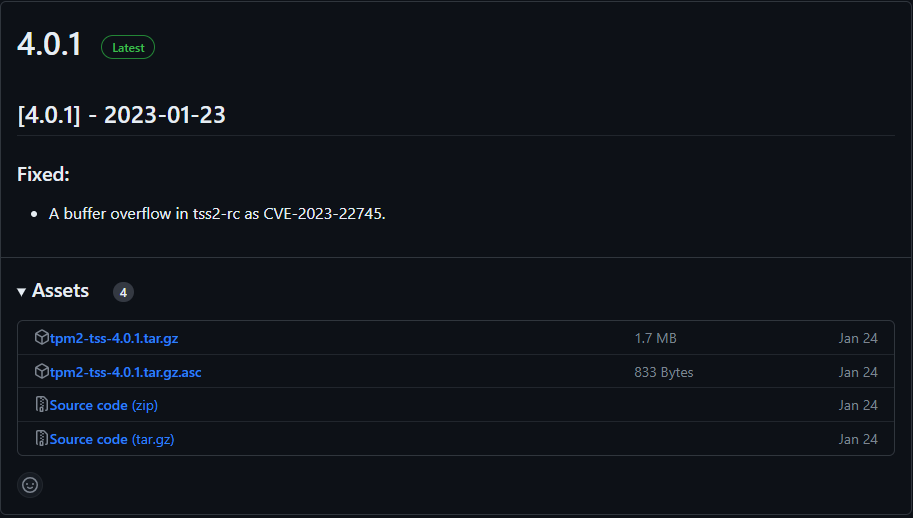 4.0.1 Latest
[4.0.1] - 2023-01-23
Fixed:
• A buffer overflow in tss2-rc as CVE-2023-22745.
Assets 4
tpm2-tss-4.0.1.tar.gz 1.7 MB Jan 24
tpm2-tss-4.0.1.tar.gz.asc 833 Bytes Jan 24
Source code (zip) Jan 24
Source code (tar.gz) Jan 24